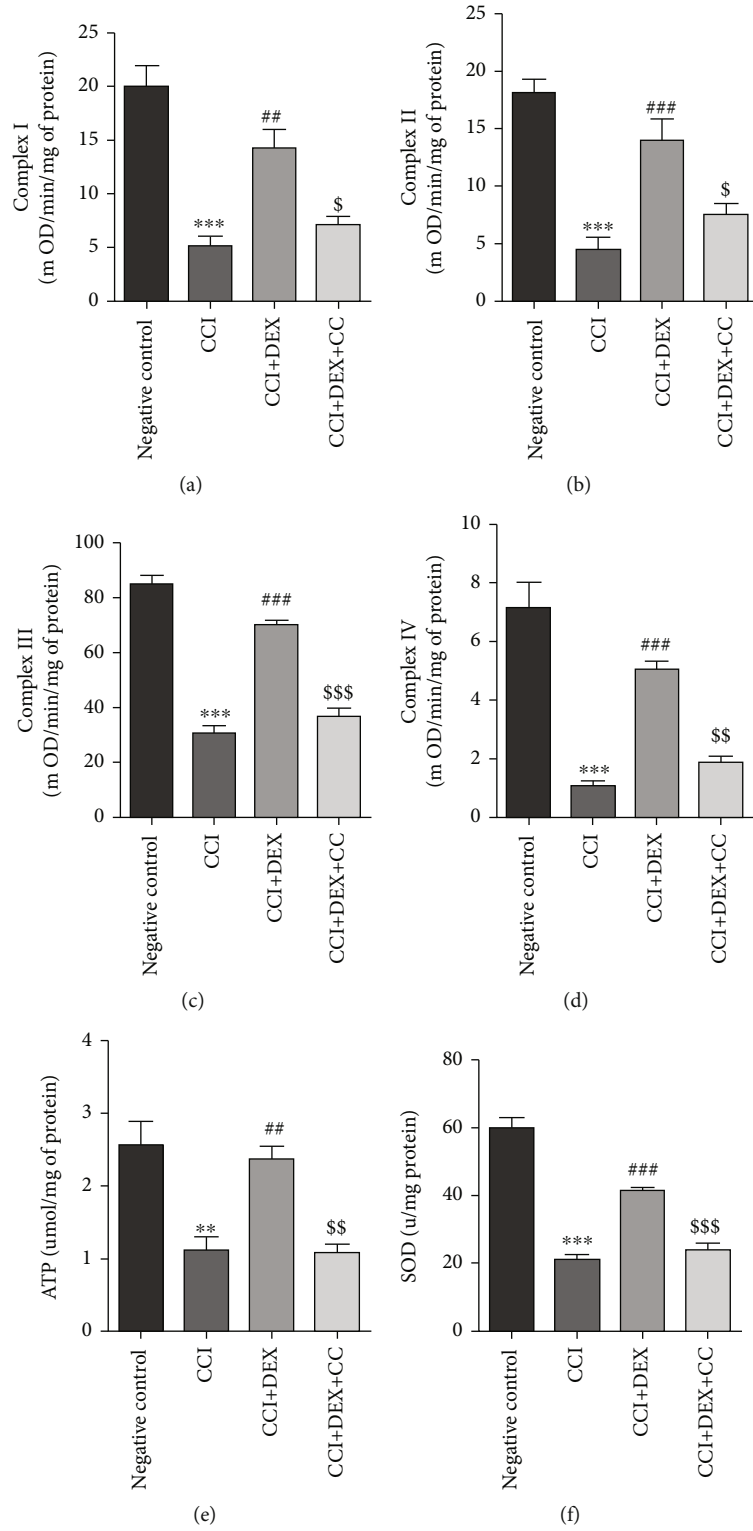 Complex I
(m OD/min/mg of protein)
25
20
15
10
5
0
***
##
$
Negative control
CCI
CCI+DEX
CCI+DEX+CC
(a)
Complex II
(m OD/min/mg of protein)
25
20
15
10
5
0
***
###
$
Negative control
CCI
CCI+DEX
CCI+DEX+CC
(b)
Complex III
(m OD/min/mg of protein)
100
80
60
40
20
0
***
###
$$$
Negative control
CCI
CCI+DEX
CCI+DEX+CC
(c)
Complex IV
(m OD/min/mg of protein)
10
8
6
4
2
0
***
###
$$
Negative control
CCI
CCI+DEX
CCI+DEX+CC
(d)
ATP (umol/mg of protein)
4
3
2
1
0
**
##
$$
Negative control
CCI
CCI+DEX
CCI+DEX+CC
(e)
SOD (u/mg protein)
80
60
40
20
0
***
###
$$$
Negative control
CCI
CCI+DEX
CCI+DEX+CC
(f)